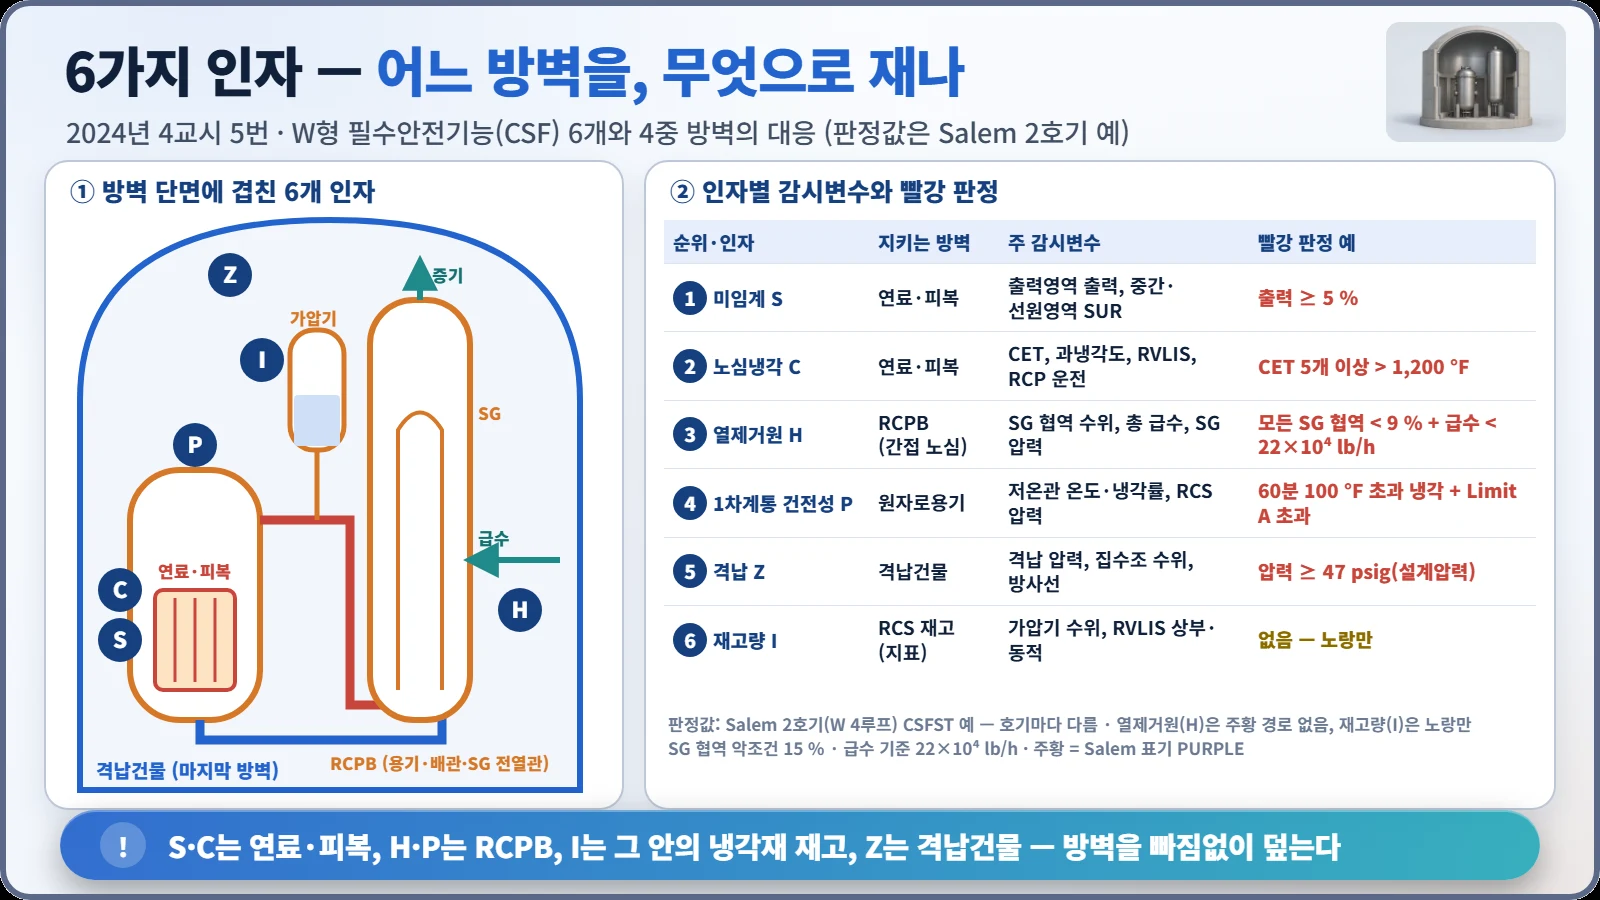 6가지 인자 — 어느 방벽을, 무엇으로 재나
2024년 4교시 5번 · W형 필수안전기능(CSF) 6개와 4중 방벽의 대응 (판정값은 Salem 2호기 예)
① 방벽 단면에 겹친 6개 인자
Z
증기
가압기
I
SG
P
급수
연료·피복
C
H
S
격납건물 (마지막 방벽)
RCPB (용기·배관·SG 전열관)
② 인자별 감시변수와 빨강 판정
순위·인자 지키는 방벽 주 감시변수 빨강 판정 예
1 미임계 S 연료·피복 출력영역 출력, 중간·
선원영역 SUR 출력 ≥ 5 %
2 노심냉각 C 연료·피복 CET, 과냉각도, RVLIS,
RCP 운전 CET 5개 이상 > 1,200 °F
3 열제거원 H RCPB
(간접 노심) SG 협역 수위, 총 급수, SG
압력 모든 SG 협역 < 9 % + 급수 <
22×10⁴ lb/h
4 1차계통 건전성 P 원자로용기 저온관 온도·냉각률, RCS
압력 60분 100 °F 초과 냉각 + Limit
A 초과
5 격납 Z 격납건물 격납 압력, 집수조 수위,
방사선 압력 ≥ 47 psig(설계압력)
6 재고량 I RCS 재고
(지표) 가압기 수위, RVLIS 상부·
동적 없음 — 노랑만
판정값: Salem 2호기(W 4루프) CSFST 예 — 호기마다 다름 · 열제거원(H)은 주황 경로 없음, 재고량(I)은 노랑만
SG 협역 악조건 15 % · 급수 기준 22×10⁴ lb/h · 주황 = Salem 표기 PURPLE
! S·C는 연료·피복, H·P는 RCPB, I는 그 안의 냉각재 재고, Z는 격납건물 — 방벽을 빠짐없이 덮는다